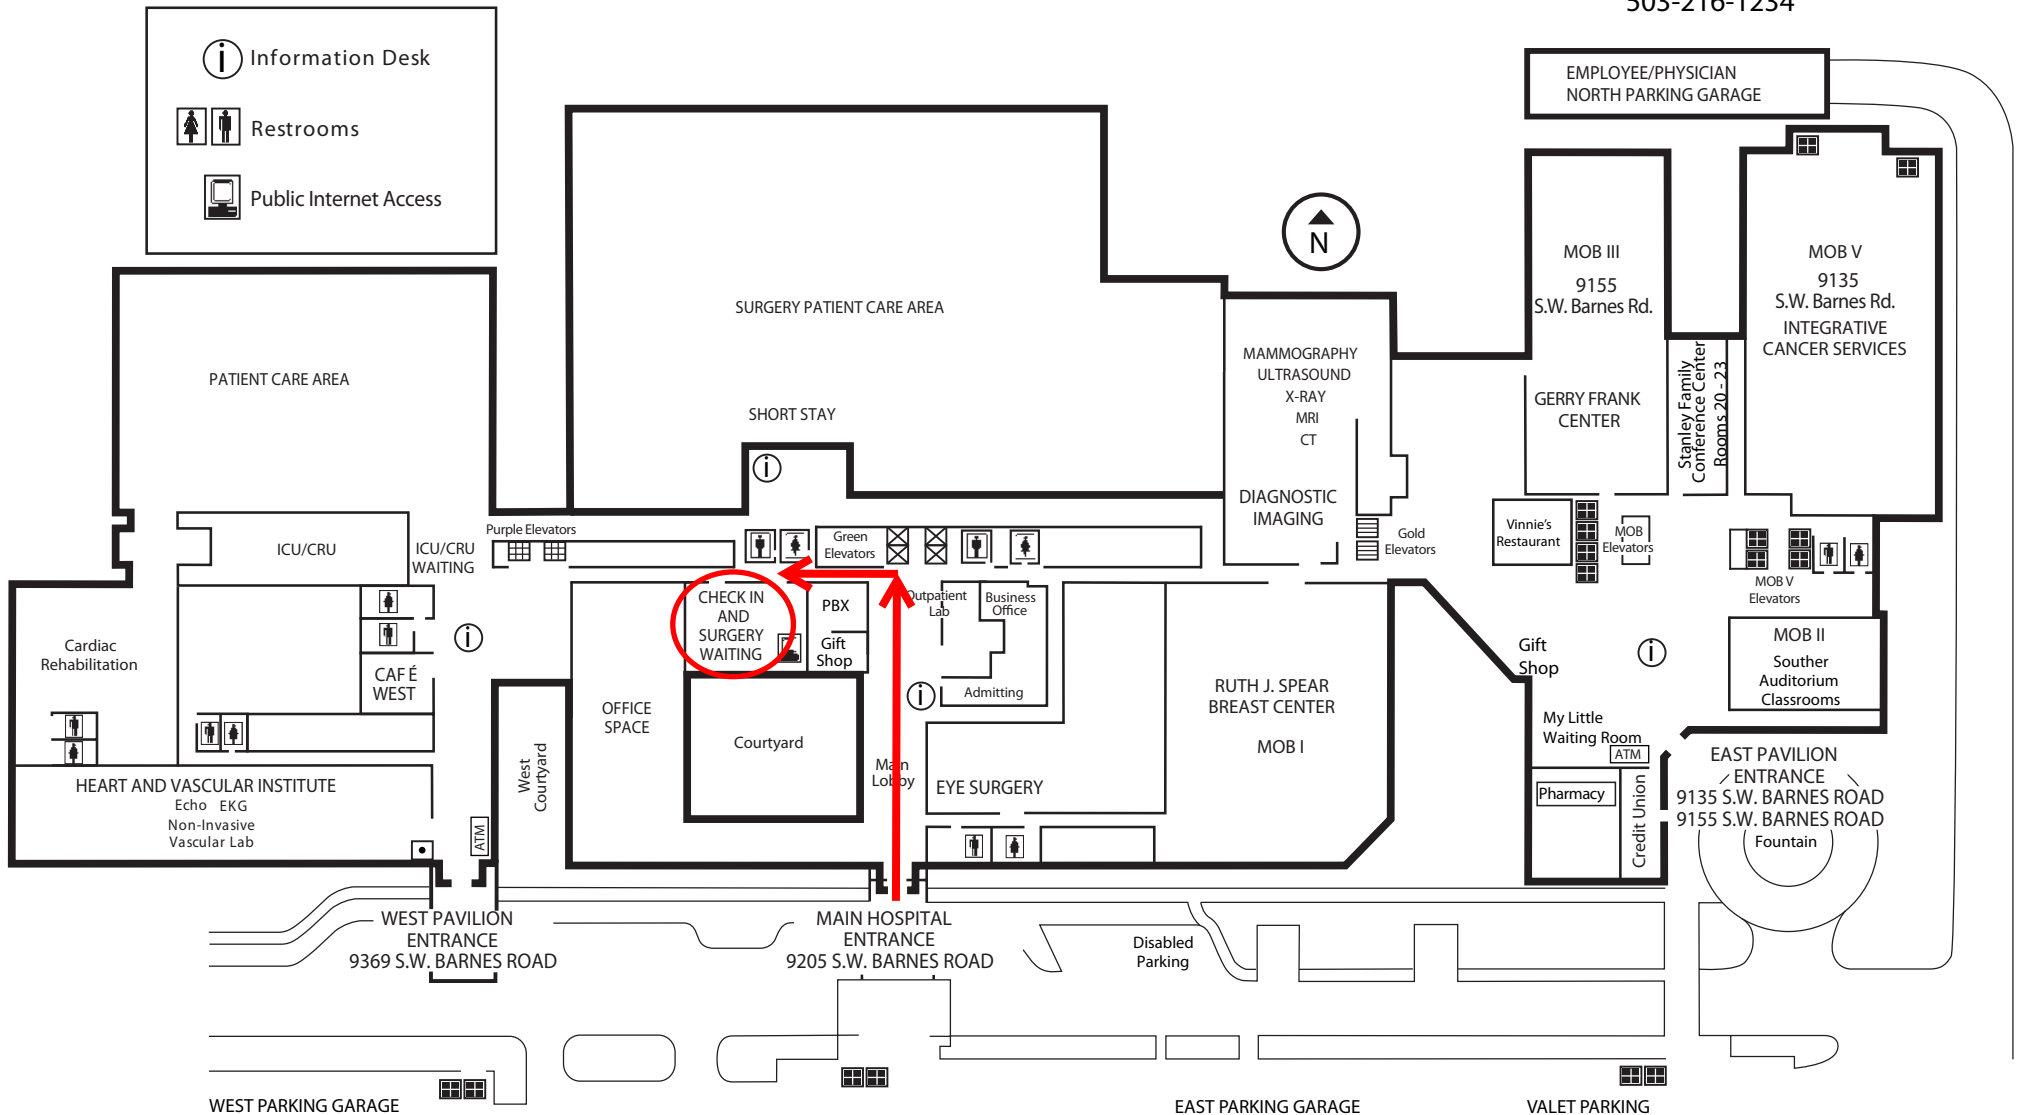 503-216-1234
i Information Desk
Restrooms
Public Internet Access
EMPLOYEE/PHYSICIAN
NORTH PARKING GARAGE
N
MOB III
9155
S.W. Barnes Rd.
MOB V
9135
S.W. Barnes Rd.
INTEGRATIVE
CANCER SERVICES
SURGERY PATIENT CARE AREA
PATIENT CARE AREA
SHORT STAY
i
MAMMOGRAPHY
ULTRASOUND
X-RAY
MRI
CT
DIAGNOSTIC
IMAGING
GERRY FRANK
CENTER
Stanley Family
Conference Center
Rooms 20 - 23
ICU/CRU
ICU/CRU
WAITING
Purple Elevators
Green
Elevators
Gold
Elevators
Vinnie's
Restaurant
MOB
Elevators
MOB V
Elevators
CHECK IN
AND
SURGERY
WAITING
PBX
Gift
Shop
Outpatient
Lab
Business
Office
Admitting
i
Cardiac
Rehabilitation
CAFÉ
WEST
i
OFFICE
SPACE
Courtyard
West
Courtyard
Main
Lobby
EYE SURGERY
RUTH J. SPEAR
BREAST CENTER
MOB I
Gift
Shop
i
MOB II
Souther
Auditorium
Classrooms
My Little
Waiting Room
ATM
Pharmacy
Credit Union
EAST PAVILION
ENTRANCE
9135 S.W. BARNES ROAD
9155 S.W. BARNES ROAD
Fountain
HEART AND VASCULAR INSTITUTE
Echo EKG
Non-Invasive
Vascular Lab
ATM
WEST PAVILION
ENTRANCE
9369 S.W. BARNES ROAD
MAIN HOSPITAL
ENTRANCE
9205 S.W. BARNES ROAD
Disabled
Parking
WEST PARKING GARAGE
EAST PARKING GARAGE
VALET PARKING